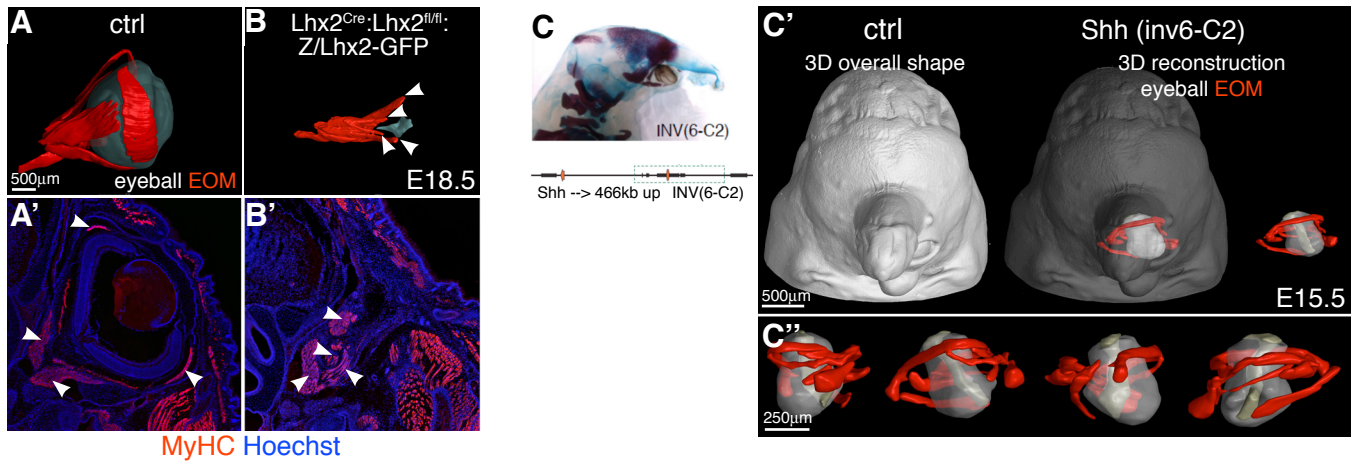 A
ctrl
500µm
eyeball EOM
B
Lhx2Cre:Lhx2fl/fl:
Z/Lhx2-GFP
E18.5
A'
B'
MyHC Hoechst
C
INV(6-C2)
Shh --> 466kb up INV(6-C2)
C'
ctrl
3D overall shape
Shh (inv6-C2)
3D reconstruction
eyeball EOM
500µm
E15.5
C''
250µm